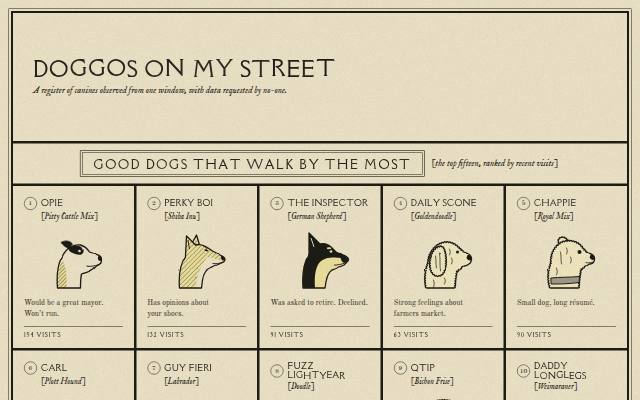 DOGGOS ON MY STREET
A register of canines observed from one window, with data requested by no-one.
GOOD DOGS THAT WALK BY THE MOST [the top fifteen, ranked by recent visits]
1 OPIE
[Pitty Cattle Mix]
Would be a great mayor.
Won't run.
194 VISITS
2 PERKY BOI
[Shiba Inu]
Has opinions about
your shoes.
132 VISITS
3 THE INSPECTOR
[German Shepherd]
Was asked to retire. Declined.
91 VISITS
4 DAILY SCONE
[Goldendoodle]
Strong feelings about
farmers market.
63 VISITS
5 CHAPPIE
[Royal Mix]
Small dog, long résumé.
90 VISITS
6 CARL
[Plott Hound]
7 GUY FIERI
[Labrador]
8 FUZZ
LIGHTYEAR
[Doodle]
9 QTIP
[Bichon Frise]
10 DADDY
LONGLEGS
[Weimaraner]